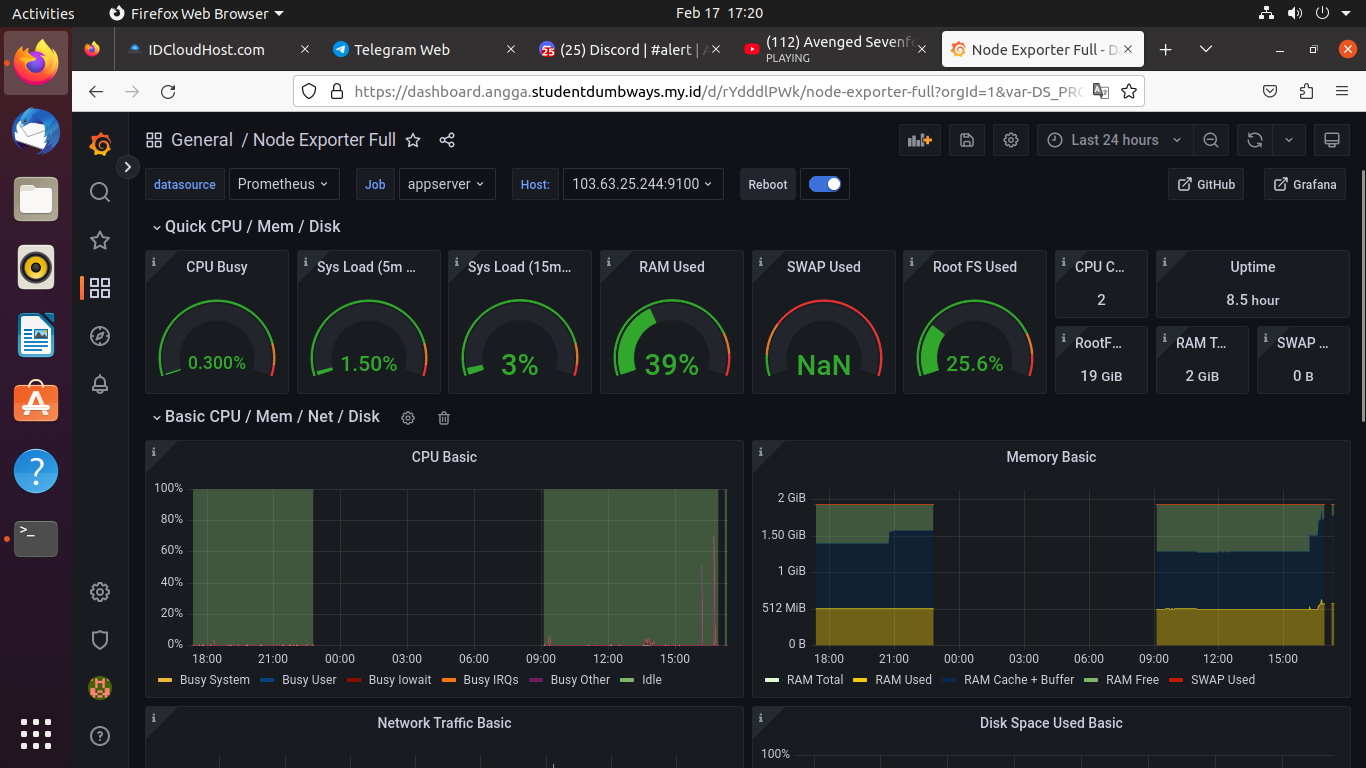 Activities
Firefox Web Browser
Feb 17 17:20
IDCloudHost.com
Telegram Web
25
(25) Discord | #alert |
(112) Avenged Sevenf
PLAYING
Node Exporter Full - D
https://dashboard.angga.studentdumbways.my.id/d/rYdddlPWk/node-exporter-full?orgId=1&var-DS_PRO
General / Node Exporter Full
Last 24 hours
datasource
Prometheus
Job
appserver
Host:
103.63.25.244:9100
Reboot
GitHub
Grafana
Quick CPU / Mem / Disk
CPU Busy
0.300%
Sys Load (5m ...
1.50%
Sys Load (15m...
3%
RAM Used
39%
SWAP Used
NaN
Root FS Used
25.6%
CPU C...
2
Uptime
8.5 hour
RootF...
19 GiB
RAM T...
2 GiB
SWAP ...
0 B
Basic CPU / Mem / Net / Disk
CPU Basic
100%
80%
60%
40%
20%
0%
18:00 21:00 00:00 03:00 06:00 09:00 12:00 15:00
Busy System Busy User Busy Iowait Busy IRQs Busy Other Idle
Memory Basic
2 GiB
1.50 GiB
1 GiB
512 MiB
0 B
18:00 21:00 00:00 03:00 06:00 09:00 12:00 15:00
RAM Total RAM Used RAM Cache + Buffer RAM Free SWAP Used
Network Traffic Basic
Disk Space Used Basic
100%